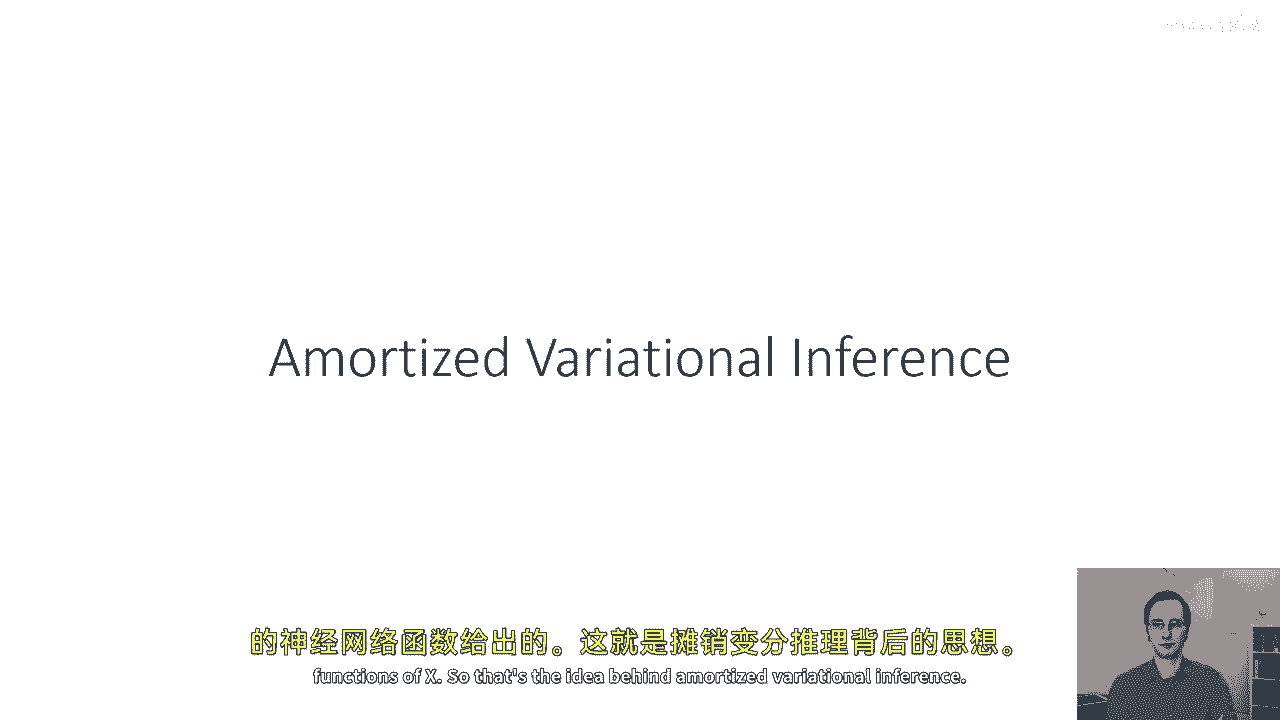 Amortized Variational Inference
的神经网络函数给出的。这就是摊销变分推理背后的思想。
functions of X. So that's the idea behind amortized variational inference.